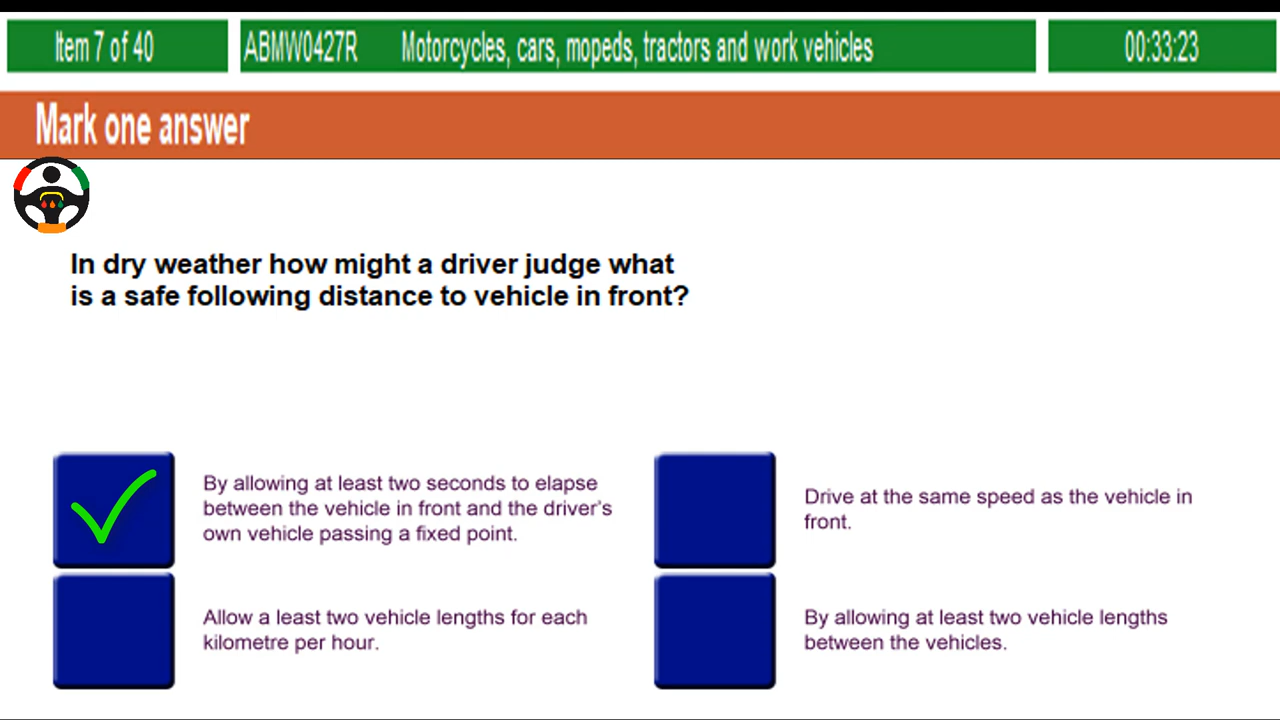 Item 7 of 40
ABMW0427R
Motorcycles, cars, mopeds, tractors and work vehicles
00:33:23
Mark one answer
In dry weather how might a driver judge what
is a safe following distance to vehicle in front?
By allowing at least two seconds to elapse
between the vehicle in front and the driver's
own vehicle passing a fixed point.
Drive at the same speed as the vehicle in
front.
Allow a least two vehicle lengths for each
kilometre per hour.
By allowing at least two vehicle lengths
between the vehicles.